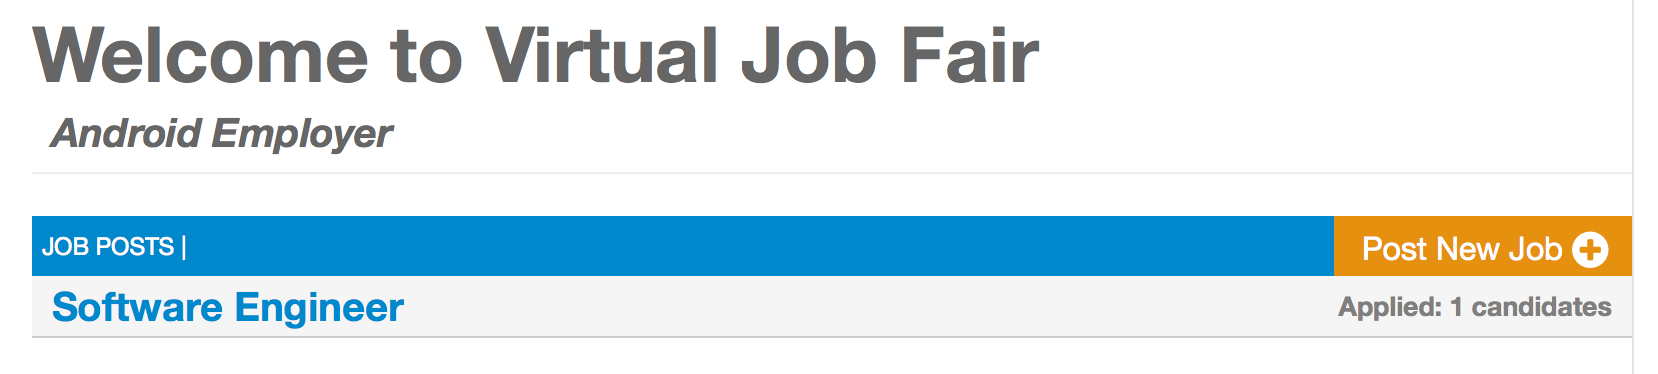 Welcome to Virtual Job Fair
Android Employer
JOB POSTS |
Post New Job
Software Engineer
Applied: 1 candidates